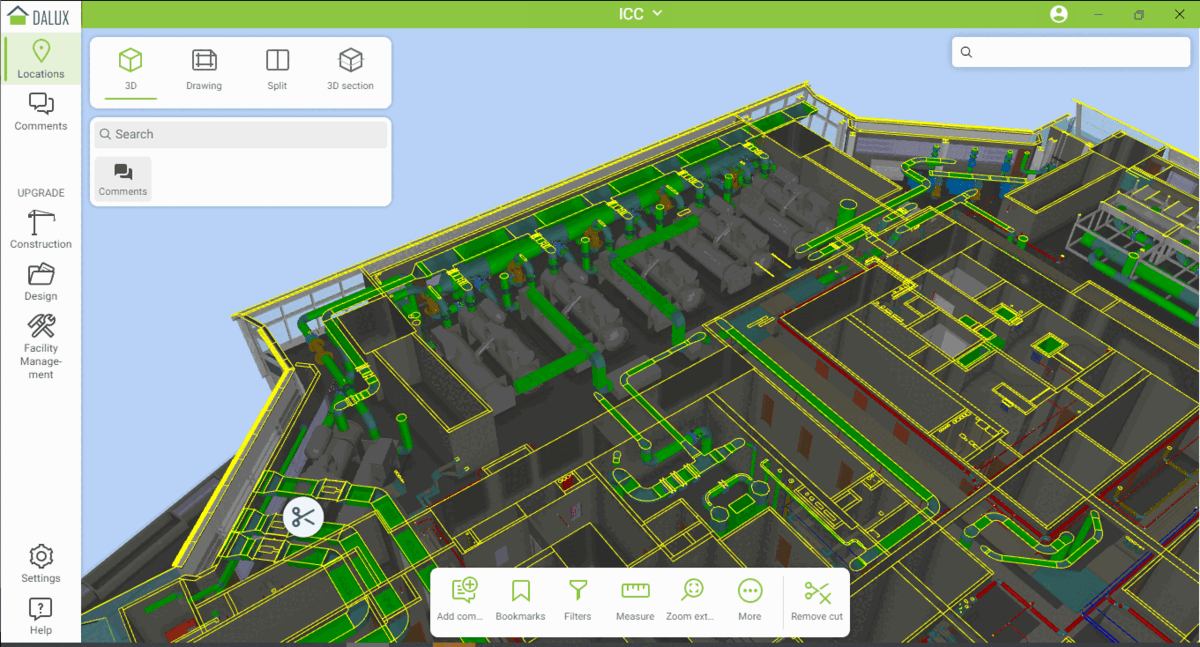 DALUX
ICC
Locations
Comments
UPGRADE
Construction
Design
Facility
Manage-
ment
Settings
Help
3D
Drawing
Split
3D section
Search
Comments
Add com...
Bookmarks
Filters
Measure
Zoom ext...
More
Remove cut